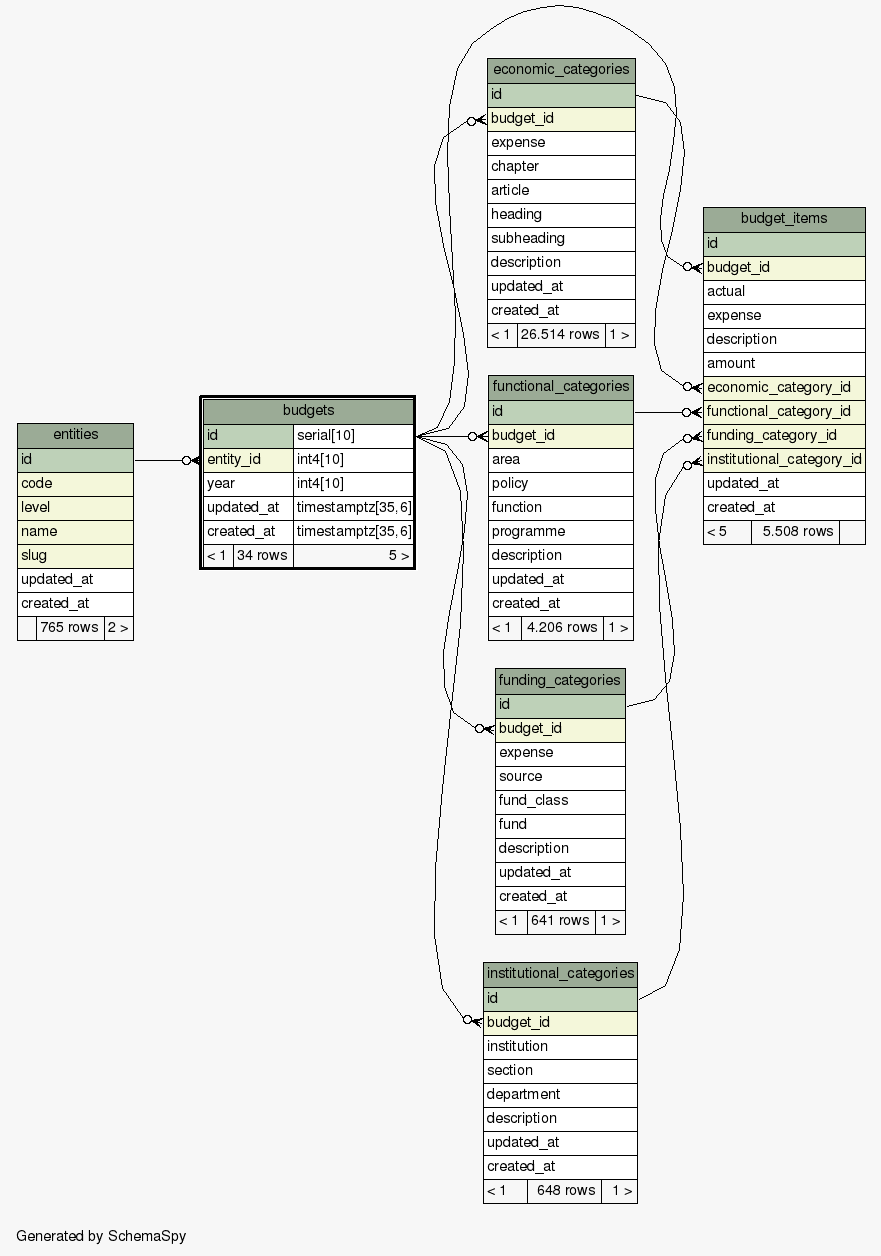 entities
id
code
level
name
slug
updated_at
created_at
765 rows 2 >
budgets
id serial[10]
entity_id int4[10]
year int4[10]
updated_at timestamptz[35,6]
created_at timestamptz[35,6]
< 1 34 rows 5 >
economic_categories
id
budget_id
expense
chapter
article
heading
subheading
description
updated_at
created_at
< 1 26.514 rows 1 >
functional_categories
id
budget_id
area
policy
function
programme
description
updated_at
created_at
< 1 4.206 rows 1 >
funding_categories
id
budget_id
expense
source
fund_class
fund
description
updated_at
created_at
< 1 641 rows 1 >
institutional_categories
id
budget_id
institution
section
department
description
updated_at
created_at
< 1 648 rows 1 >
budget_items
id
budget_id
actual
expense
description
amount
economic_category_id
functional_category_id
funding_category_id
institutional_category_id
updated_at
created_at
< 5 5.508 rows
Generated by SchemaSpy